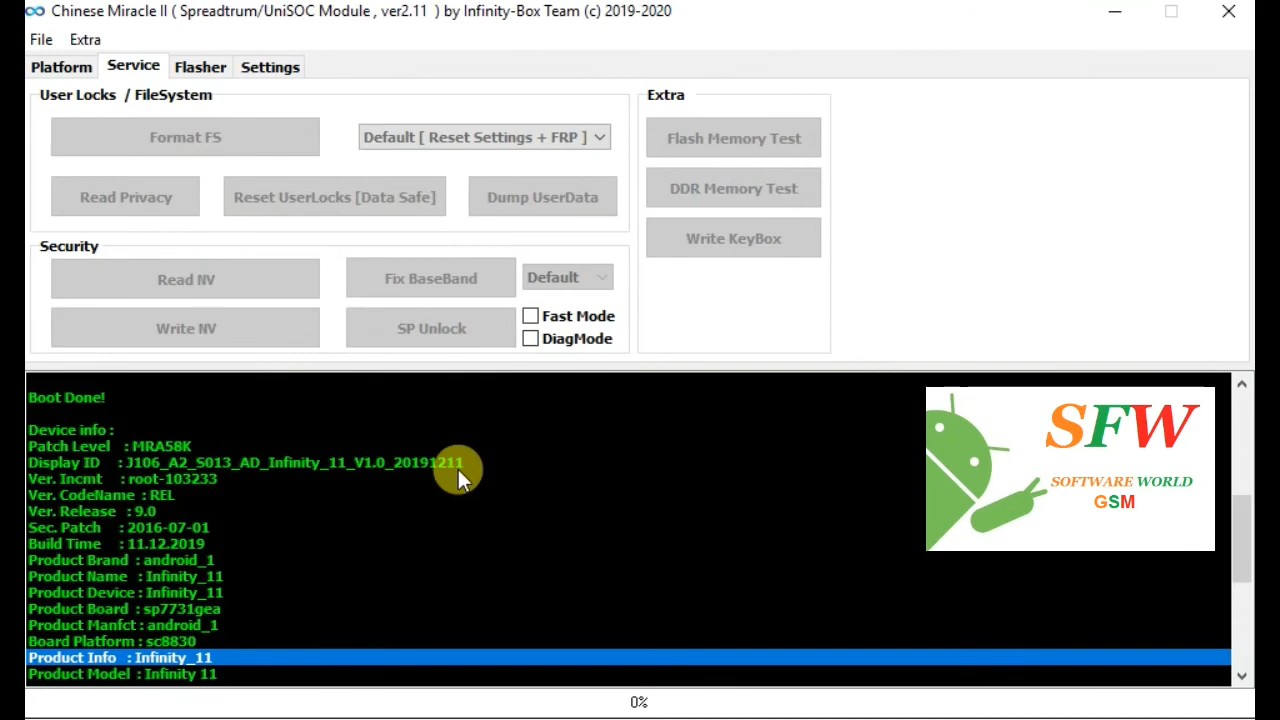 Chinese Miracle II ( Spreadtrum/UniSOC Module , ver2.11 ) by Infinity-Box Team (c) 2019-2020
File Extra
Platform Service Flasher Settings
User Locks / FileSystem
Extra
Format FS
Default [ Reset Settings + FRP ]
Flash Memory Test
Read Privacy
Reset UserLocks [Data Safe]
Dump UserData
DDR Memory Test
Write KeyBox
Security
Read NV
Fix BaseBand
Default
Write NV
SP Unlock
Fast Mode
DiagMode
Boot Done!
Device info :
Patch Level : MRA58K
Display ID : J106_A2_S013_AD_Infinity_11_V1.0_20191211
Ver. Incmt : root-103233
Ver. CodeName : REL
Ver. Release : 9.0
Sec. Patch : 2016-07-01
Build Time : 11.12.2019
Product Brand : android_1
Product Name : Infinity_11
Product Device : Infinity_11
Product Board : sp7731gea
Product Manfct : android_1
Board Platform : sc8830
Product Info : Infinity_11
Product Model : Infinity 11
SFW
SOFTWARE WORLD
GSM
0%